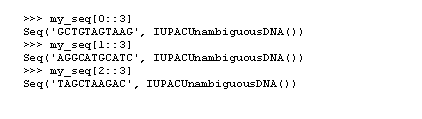 >>> my_seq[0::3]
Seq('GCTGTAGTAAG', IUPACUnambiguousDNA())
>>> my_seq[1::3]
Seq('AGGCATGCATC', IUPACUnambiguousDNA())
>>> my_seq[2::3]
Seq('TAGCTAAGAC', IUPACUnambiguousDNA())